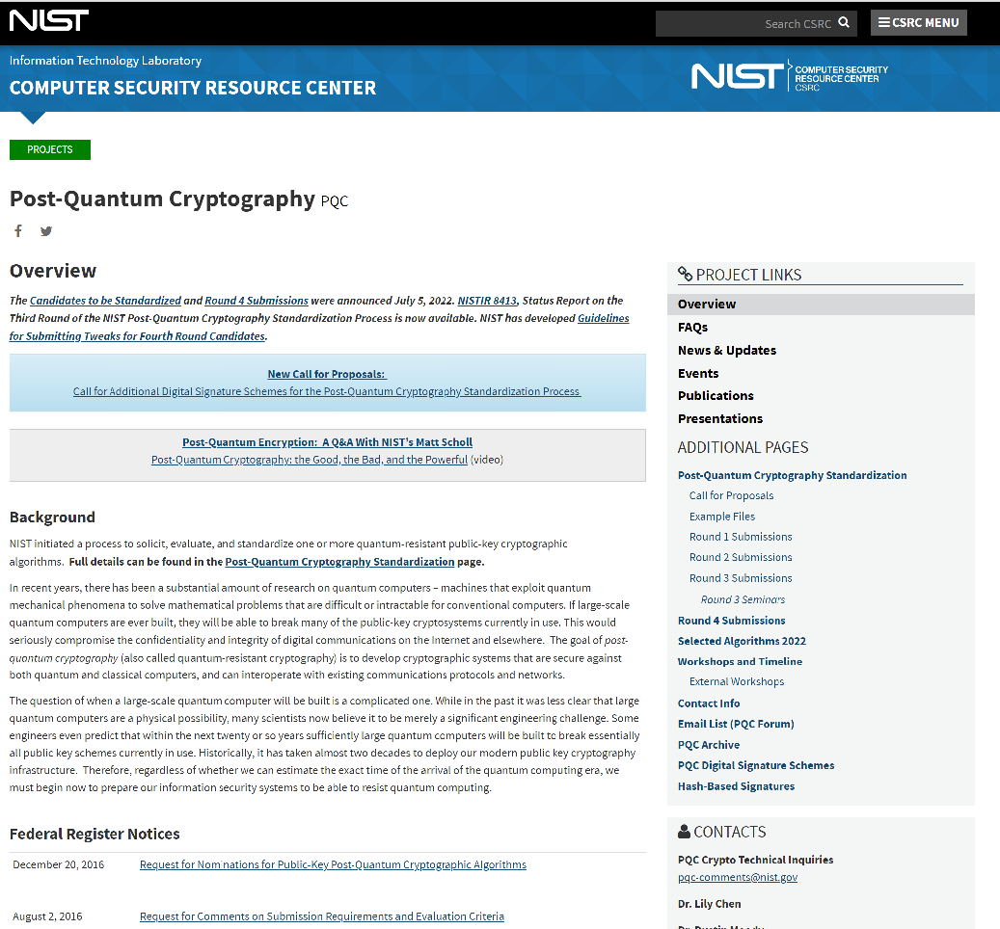 NIST
Search CSRC
CSRC MENU
Information Technology Laboratory
COMPUTER SECURITY RESOURCE CENTER
NIST
COMPUTER SECURITY
RESOURCE CENTER
CSRC
PROJECTS
Post-Quantum Cryptography PQC
Overview
The Candidates to be Standardized and Round 4 Submissions were announced July 5, 2022. NISTIR 8413, Status Report on the
Third Round of the NIST Post-Quantum Cryptography Standardization Process is now available. NIST has developed Guidelines
for Submitting Tweaks for Fourth Round Candidates.
New Call for Proposals:
Call for Additional Digital Signature Schemes for the Post-Quantum Cryptography Standardization Process
Post-Quantum Encryption: A Q&A With NIST's Matt Scholl
Post-Quantum Cryptography: the Good, the Bad, and the Powerful (video)
Background
NIST initiated a process to solicit, evaluate, and standardize one or more quantum-resistant public-key cryptographic
algorithms. Full details can be found in the Post-Quantum Cryptography Standardization page.
In recent years, there has been a substantial amount of research on quantum computers – machines that exploit quantum
mechanical phenomena to solve mathematical problems that are difficult or intractable for conventional computers. If large-scale
quantum computers are ever built, they will be able to break many of the public-key cryptosystems currently in use. This would
seriously compromise the confidentiality and integrity of digital communications on the Internet and elsewhere. The goal of post-
quantum cryptography (also called quantum-resistant cryptography) is to develop cryptographic systems that are secure against
both quantum and classical computers, and can interoperate with existing communications protocols and networks.
The question of when a large-scale quantum computer will be built is a complicated one. While in the past it was less clear that large
quantum computers are a physical possibility, many scientists now believe it to be merely a significant engineering challenge. Some
engineers even predict that within the next twenty or so years sufficiently large quantum computers will be built to break essentially
all public key schemes currently in use. Historically, it has taken almost two decades to deploy our modern public key cryptography
infrastructure. Therefore, regardless of whether we can estimate the exact time of the arrival of the quantum computing era, we
must begin now to prepare our information security systems to be able to resist quantum computing.
Federal Register Notices
December 20, 2016 Request for Nominations for Public-Key Post-Quantum Cryptographic Algorithms
August 2, 2016 Request for Comments on Submission Requirements and Evaluation Criteria
PROJECT LINKS
Overview
FAQs
News & Updates
Events
Publications
Presentations
ADDITIONAL PAGES
Post-Quantum Cryptography Standardization
Call for Proposals
Example Files
Round 1 Submissions
Round 2 Submissions
Round 3 Submissions
Round 3 Seminars
Round 4 Submissions
Selected Algorithms 2022
Workshops and Timeline
External Workshops
Contact Info
Email List (PQC Forum)
PQC Archive
PQC Digital Signature Schemes
Hash-Based Signatures
CONTACTS
PQC Crypto Technical Inquiries
pqc-comments@nist.gov
Dr. Lily Chen